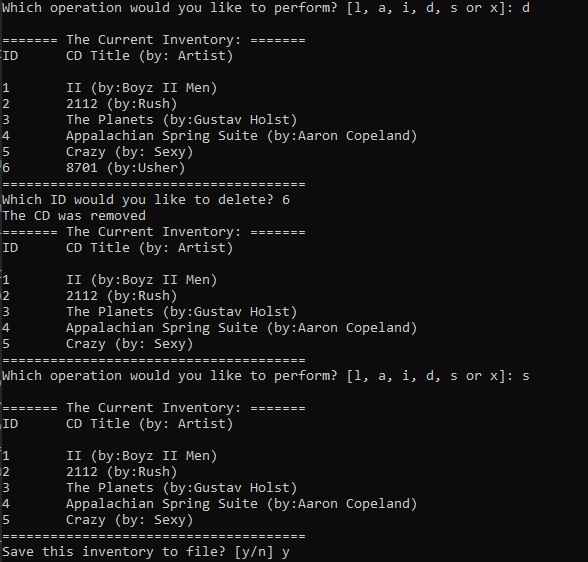 Which operation would you like to perform? [l, a, i, d, s or x]: d
======= The Current Inventory: =======
ID      CD Title (by: Artist)
1       II (by:Boyz II Men)
2       2112 (by:Rush)
3       The Planets (by:Gustav Holst)
4       Appalachian Spring Suite (by:Aaron Copeland)
5       Crazy (by: Sexy)
6       8701 (by:Usher)
======================================
Which ID would you like to delete? 6
The CD was removed
======= The Current Inventory: =======
ID      CD Title (by: Artist)
1       II (by:Boyz II Men)
2       2112 (by:Rush)
3       The Planets (by:Gustav Holst)
4       Appalachian Spring Suite (by:Aaron Copeland)
5       Crazy (by: Sexy)
======================================
Which operation would you like to perform? [l, a, i, d, s or x]: s
======= The Current Inventory: =======
ID      CD Title (by: Artist)
1       II (by:Boyz II Men)
2       2112 (by:Rush)
3       The Planets (by:Gustav Holst)
4       Appalachian Spring Suite (by:Aaron Copeland)
5       Crazy (by: Sexy)
======================================
Save this inventory to file? [y/n] y